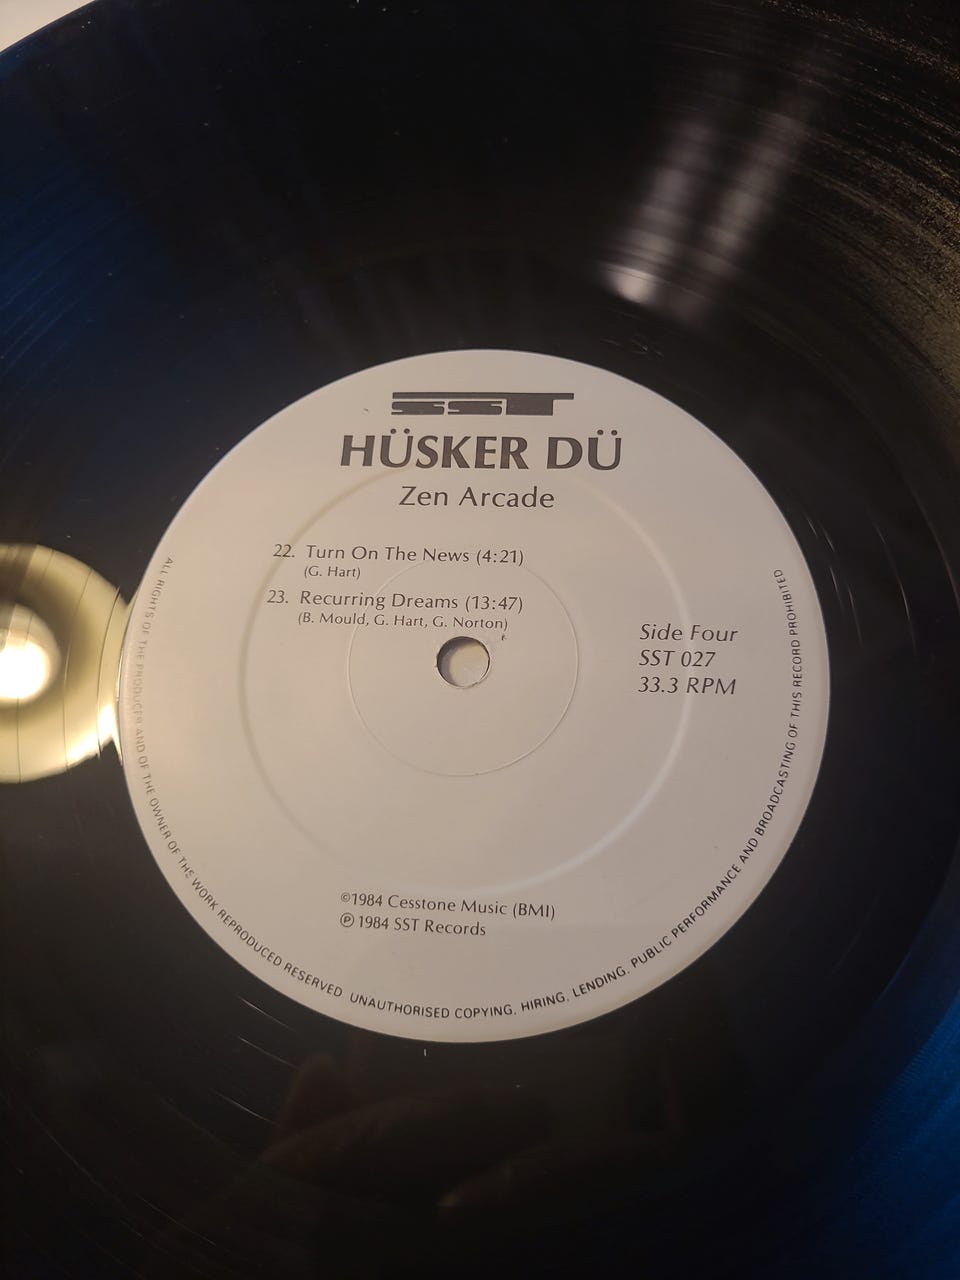 SST
HÜSKER DÜ
Zen Arcade
22. Turn On The News (4:21)
(G. Hart)
23. Recurring Dreams (13:47)
(B. Mould, G. Hart, G. Norton)
Side Four
SST 027
33.3 RPM
©1984 Cesstone Music (BMI)
℗ 1984 SST Records
ALL RIGHTS OF THE PRODUCER AND OF THE OWNER OF THE WORK REPRODUCED RESERVED UNAUTHORISED COPYING, HIRING, LENDING, PUBLIC PERFORMANCE AND BROADCASTING OF THIS RECORD PROHIBITED